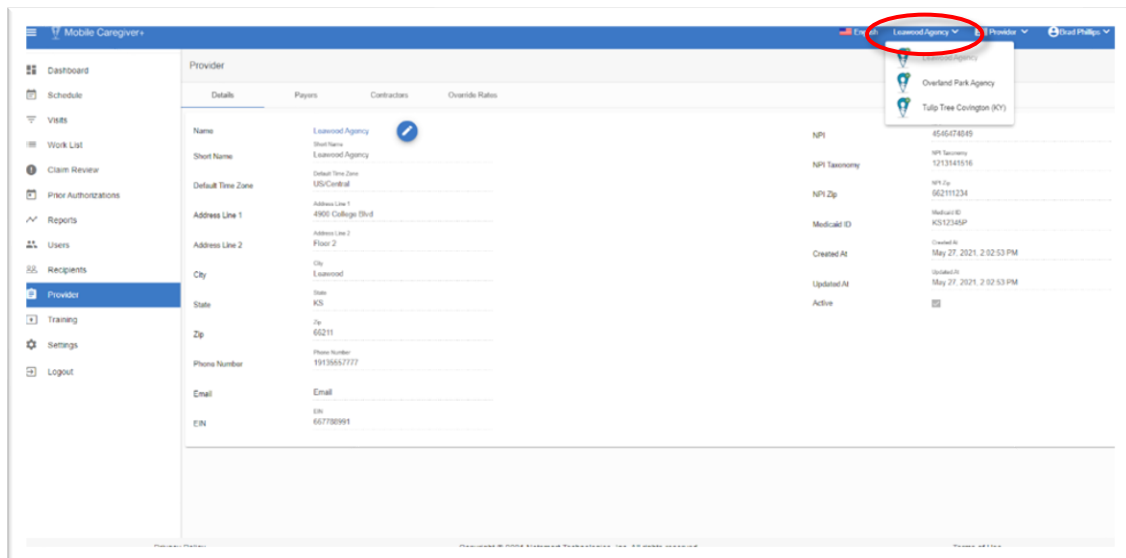 Mobile Caregiver+
English Leawood Agency Provider Brad Phillips
Leawood Agency
Overland Park Agency
Tulip Tree Covington (KY)
Dashboard
Schedule
Visits
Work List
Claim Review
Prior Authorizations
Reports
Users
Recipients
Provider
Training
Settings
Logout
Provider
Details Payers Contractors Override Rates
Name Leawood Agency
Short Name
Short Name Leawood Agency
Default Time Zone
Default Time Zone US/Central
Address Line 1
Address Line 1 4900 College Blvd
Address Line 2
Address Line 2 Floor 2
City
City Leawood
State
State KS
Zip
Zip 66211
Phone Number
Phone Number 19135557777
Email Email
EIN
EIN 667788991
NPI 4546474849
NPI Taxonomy
NPI Taxonomy 1213141516
NPI Zip
NPI Zip 662111234
Medicaid ID
Medicaid ID KS12345P
Created At
Created At May 27, 2021, 2:02:53 PM
Updated At
Updated At May 27, 2021, 2:02:53 PM
Active